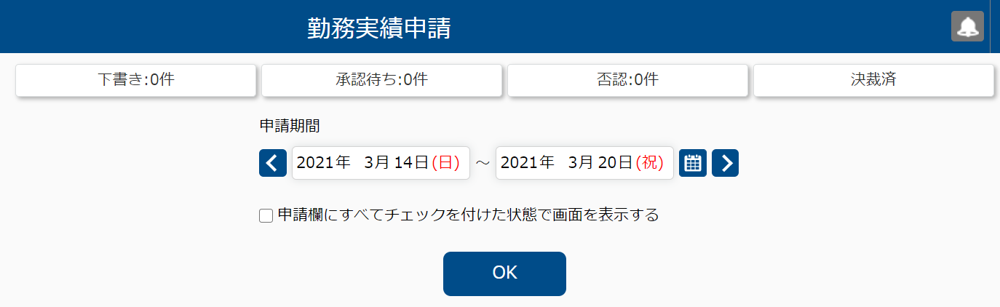 勤務実績申請
下書き:0件 承認待ち:0件 否認:0件 決裁済
申請期間
2021年 3月 14日(日) ～ 2021年 3月 20日(祝)
申請欄にすべてチェックを付けた状態で画面を表示する
OK